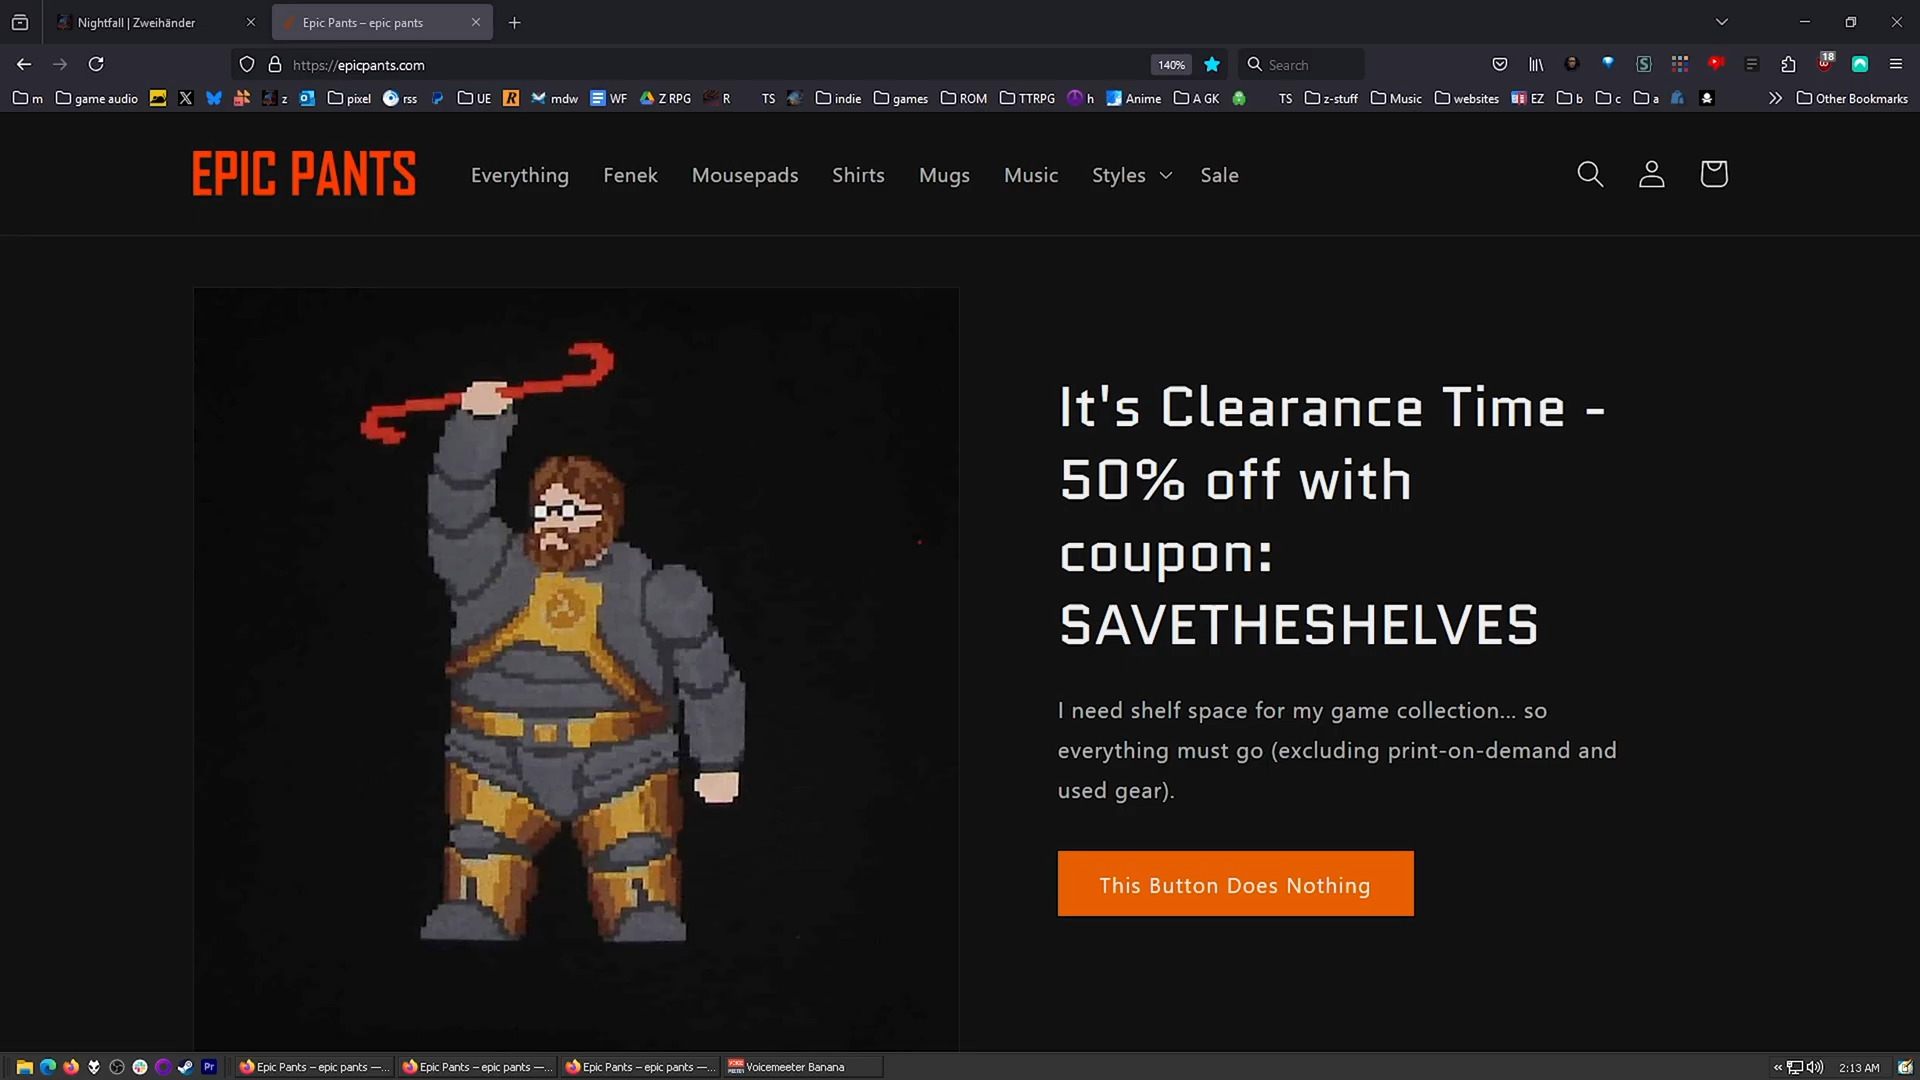 Nightfall | Zweihänder
Epic Pants – epic pants
https://epicpants.com
140%
Search
18
m
game audio
z
pixel
rss
UE
mdw
WF
Z RPG
R
TS
indie
games
ROM
TTRPG
h
Anime
A GK
TS
z-stuff
Music
websites
EZ
b
c
a
Other Bookmarks
EPIC PANTS
Everything
Fenek
Mousepads
Shirts
Mugs
Music
Styles
Sale
It's Clearance Time -
50% off with
coupon:
SAVETHESHELVES
I need shelf space for my game collection... so
everything must go (excluding print-on-demand and
used gear).
This Button Does Nothing
Pr
Epic Pants – epic pants —...
Epic Pants – epic pants —...
Epic Pants – epic pants —...
Voicemeeter Banana
2:13 AM